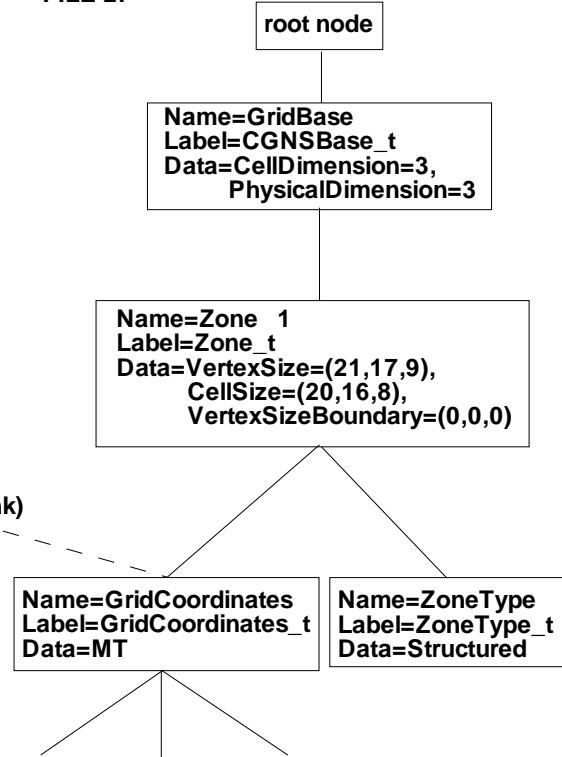 root node
Name=GridBase
Label=CGNSBase_t
Data=CellDimension=3,
PhysicalDimension=3
Name=Zone 1
Label=Zone_t
Data=VertexSize=(21,17,9),
CellSize=(20,16,8),
VertexSizeBoundary=(0,0,0)
Name=GridCoordinates
Label=GridCoordinates_t
Data=MT
Name=ZoneType
Label=ZoneType_t
Data=Structured